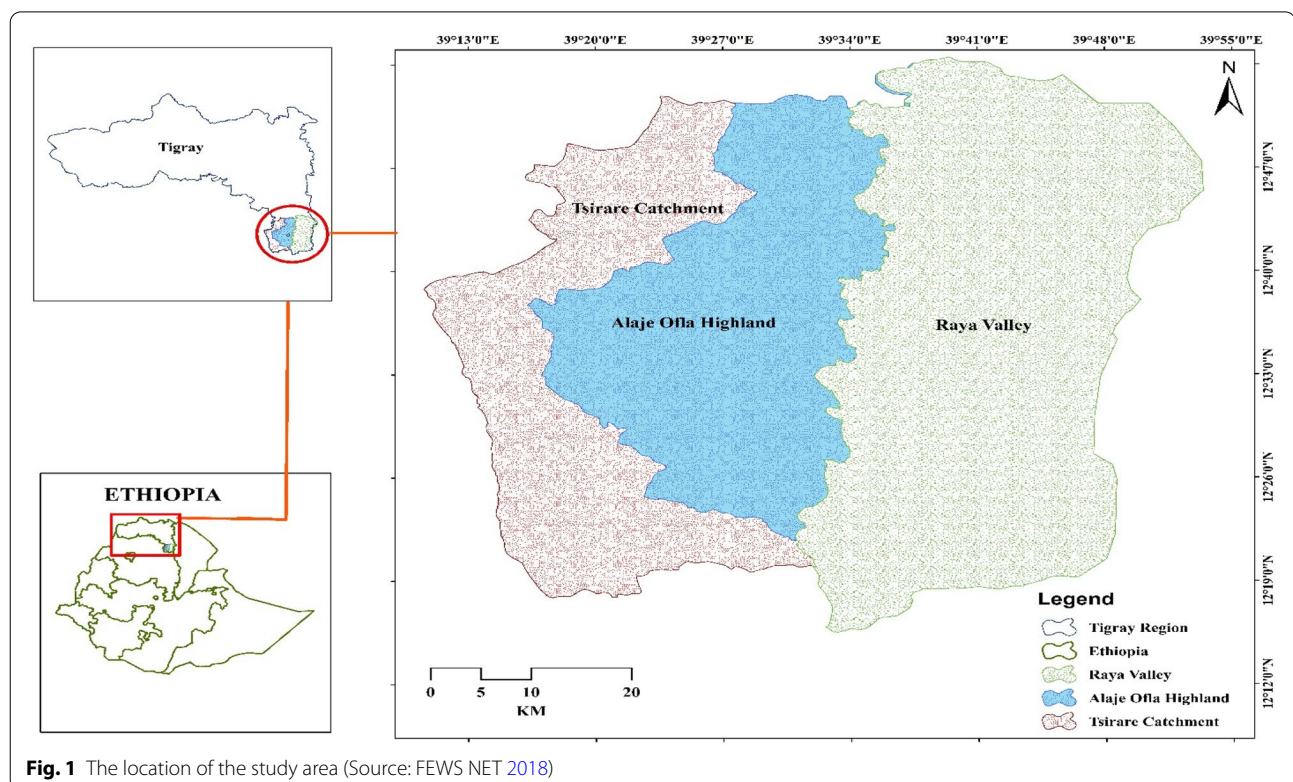 39°13'0"E 39°20'0"E 39°27'0"E 39°34'0"E 39°41'0"E 39°48'0"E 39°55'0"E
N
Tigray
12°47'0"N
Tsirare Catchment
12°40'0"N
Alaje Ofla Highland
Raya Valley
12°33'0"N
12°26'0"N
ETHIOPIA
12°19'0"N
Legend
Tigray Region
Ethiopia
Raya Valley
Alaje Ofla Highland
Tsirare Catchment
12°12'0"N
0 5 10 20
KM
Fig. 1 The location of the study area (Source: FEWS NET 2018)